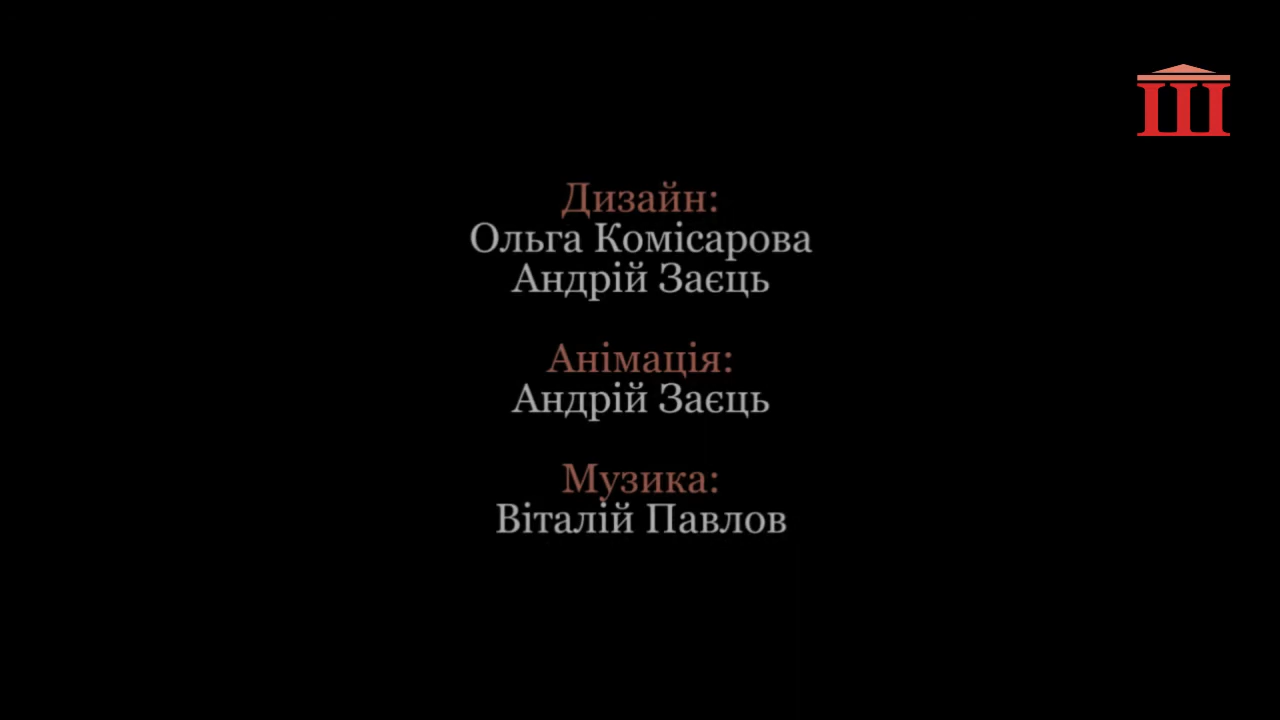 Дизайн:
Ольга Комісарова
Андрій Заєць
Анімація:
Андрій Заєць
Музика:
Віталій Павлов